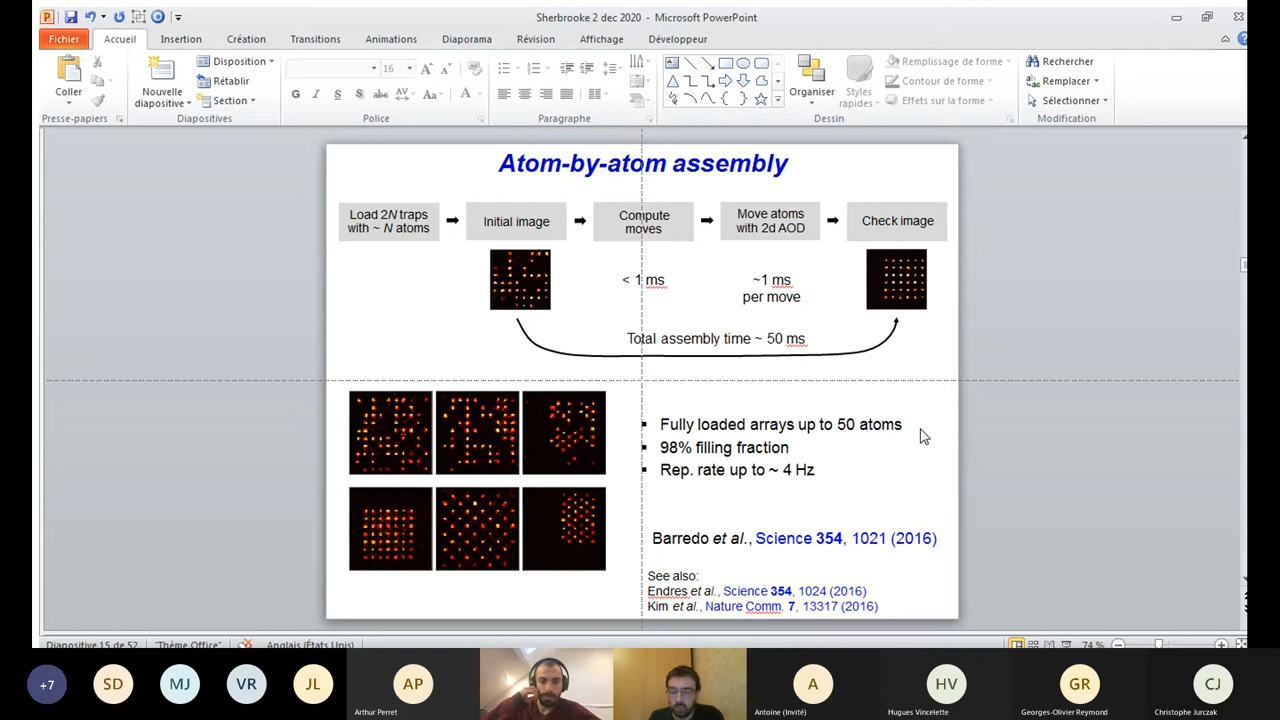 Sherbrooke 2 dec 2020 - Microsoft PowerPoint
Fichier Accueil Insertion Création Transitions Animations Diaporama Révision Affichage Développeur
Coller
Presse-papiers
Nouvelle diapositive
Disposition
Rétablir
Section
Diapositives
16
G I S S abc AV Aa A
Police
Paragraphe
Organiser
Styles rapides
Remplissage de forme
Contour de forme
Effets sur la forme
Dessin
Rechercher
Remplacer
Sélectionner
Modification
Atom-by-atom assembly
Load 2N traps with ~ N atoms
Initial image
Compute moves
Move atoms with 2d AOD
Check image
< 1 ms
~1 ms per move
Total assembly time ~ 50 ms
▪ Fully loaded arrays up to 50 atoms
▪ 98% filling fraction
▪ Rep. rate up to ~ 4 Hz
Barredo et al., Science 354, 1021 (2016)
See also:
Endres et al., Science 354, 1024 (2016)
Kim et al., Nature Comm. 7, 13317 (2016)
Diapositive 15 de 52 "Thème Office" Anglais (États Unis) 74 %
+7 SD MJ VR JL AP A HV GR CJ
Arthur Perret Antoine (Invité) Hugues Vincelette Georges-Olivier Reymond Christophe Jurczak